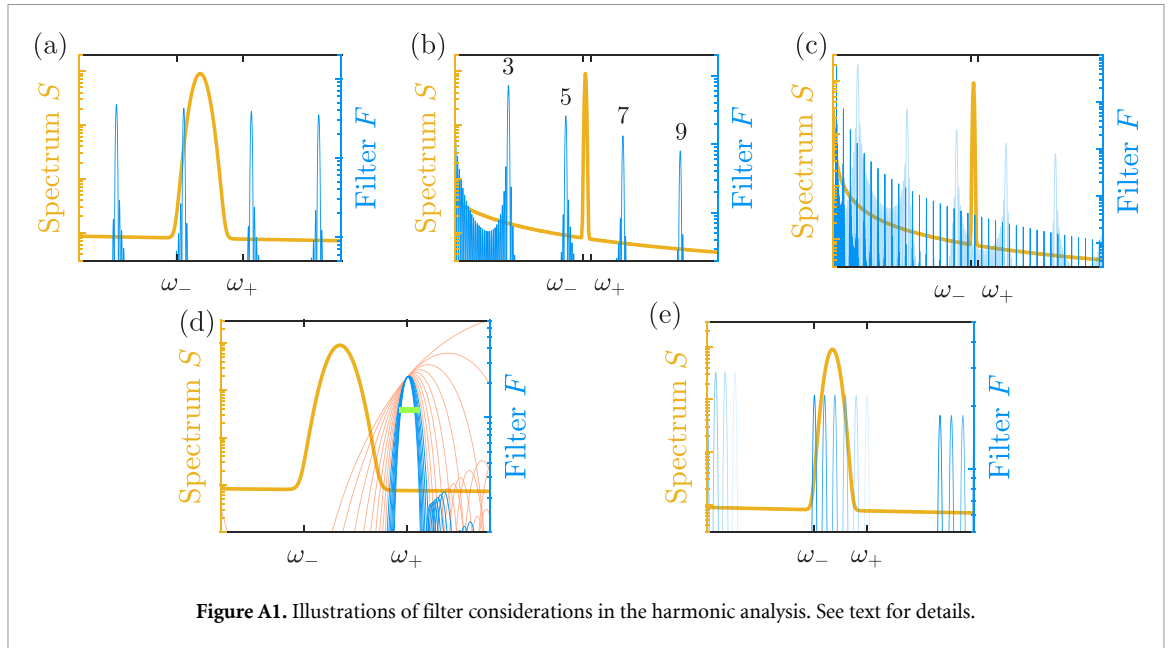 (a)
Spectrum S
Filter F
ω₋
ω₊
(b)
Spectrum S
3
5
7
9
Filter F
ω₋
ω₊
(c)
Spectrum S
Filter F
ω₋
ω₊
(d)
Spectrum S
Filter F
ω₋
ω₊
(e)
Spectrum S
Filter F
ω₋
ω₊
Figure A1. Illustrations of filter considerations in the harmonic analysis. See text for details.